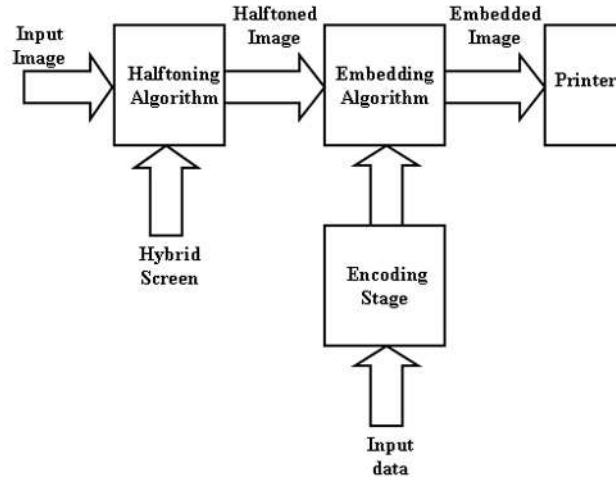 Input
Image
Halftoned
Image
Embedded
Image
Halftoning
Algorithm
Embedding
Algorithm
Printer
Hybrid
Screen
Encoding
Stage
Input
data